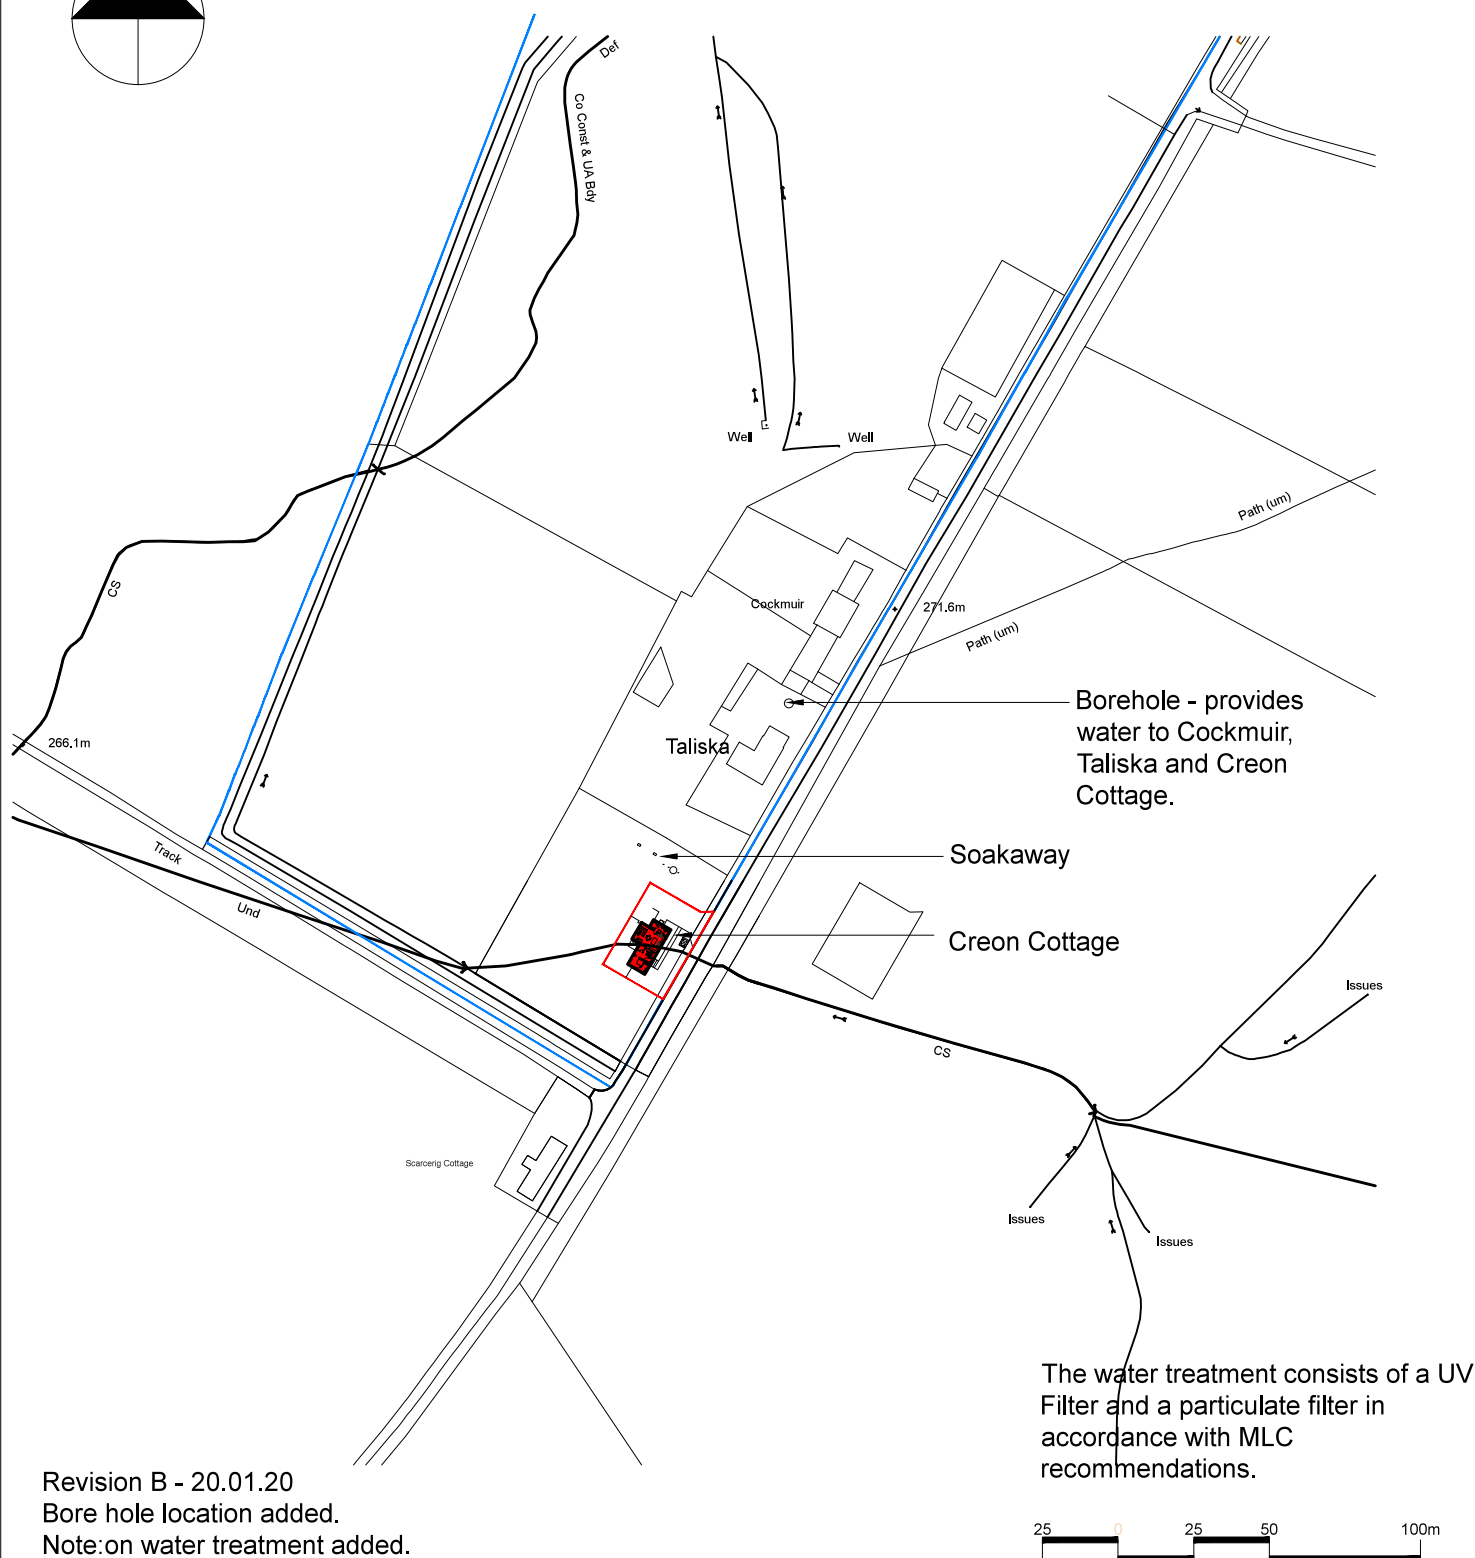 Def
Co Const & UA Bdy
Well
Well
Path (um)
CS
Cockmuir
271.6m
Path (um)
Borehole - provides
water to Cockmuir,
Taliska and Creon
Cottage.
266.1m
Taliska
Track
Soakaway
Und
Creon Cottage
Issues
CS
Scarcerig Cottage
Issues
Issues
The water treatment consists of a UV
Filter and a particulate filter in
accordance with MLC
recommendations.
Revision B - 20.01.20
Bore hole location added.
Note:on water treatment added.
25 0 25 50 100m